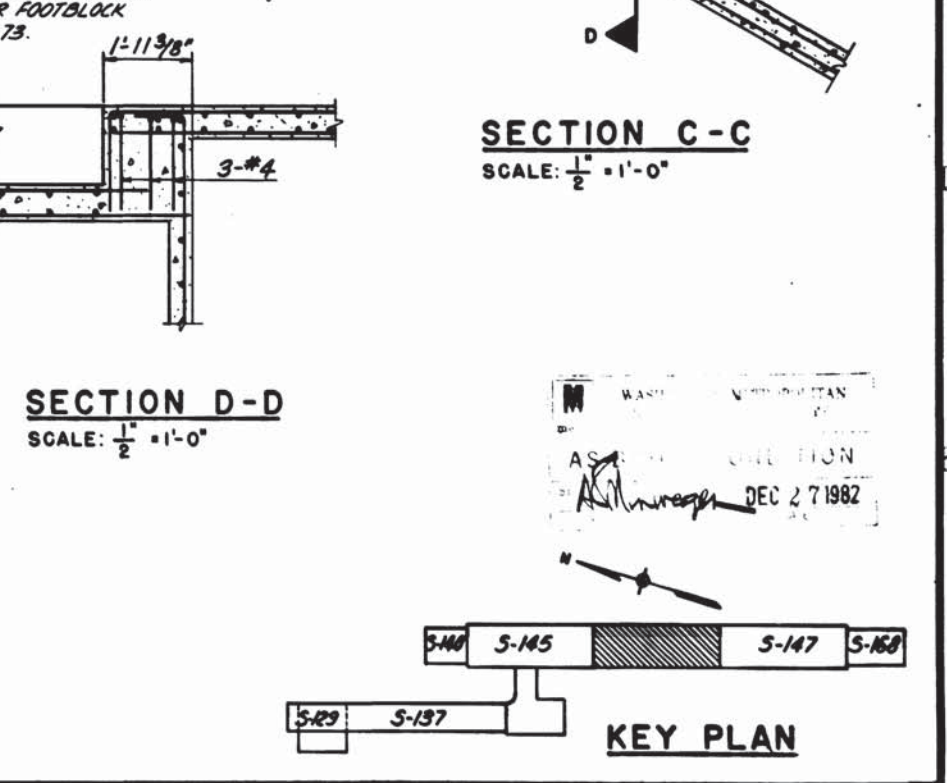 R FOOTBLOCK
73.
1'-11 3/8"
3-#4
D
SECTION C-C
SCALE: 1/2" = 1'-0"
SECTION D-D
SCALE: 1/2" = 1'-0"
M
AS
DEC 27 1982
N
S-145
S-147
S-168
S-129
S-137
KEY PLAN